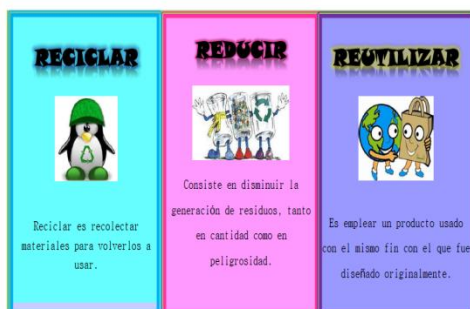 RECICLAR
Reciclar es recolectar
materiales para volverlos a
usar.
REDUCIR
Consiste en disminuir la
generación de residuos, tanto
en cantidad como en
peligrosidad.
REUTILIZAR
Es emplear un producto usado
con el mismo fin con el que fue
diseñado originalmente.